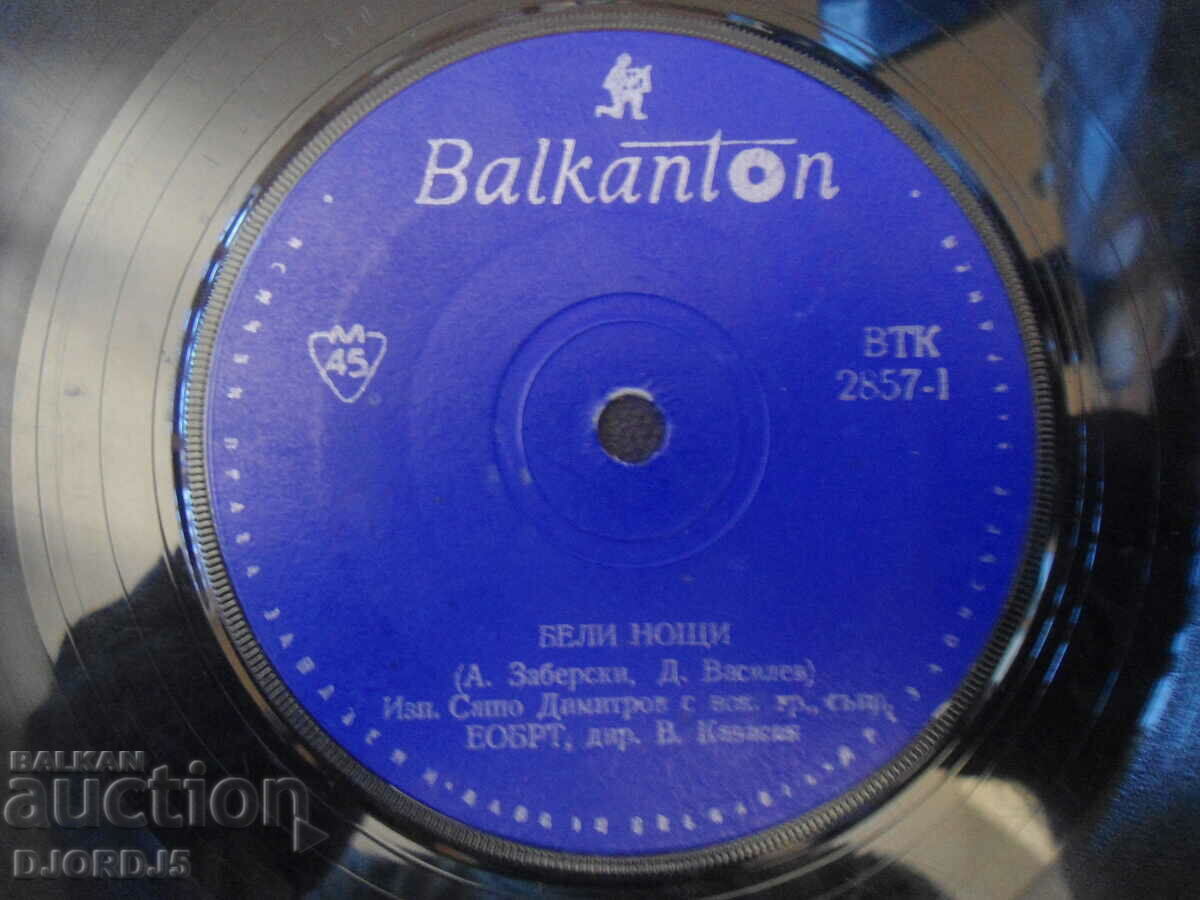 Balkanton
M
45
ВТК
2857-1
БЕЛИ НОЩИ
(А. Заберски, Д. Василев)
Изп. Сашо Димитров с вок. гр., съпр.
ЕОБРТ, дир. В. Казасян
BALKAN
auction
DJORDJ5